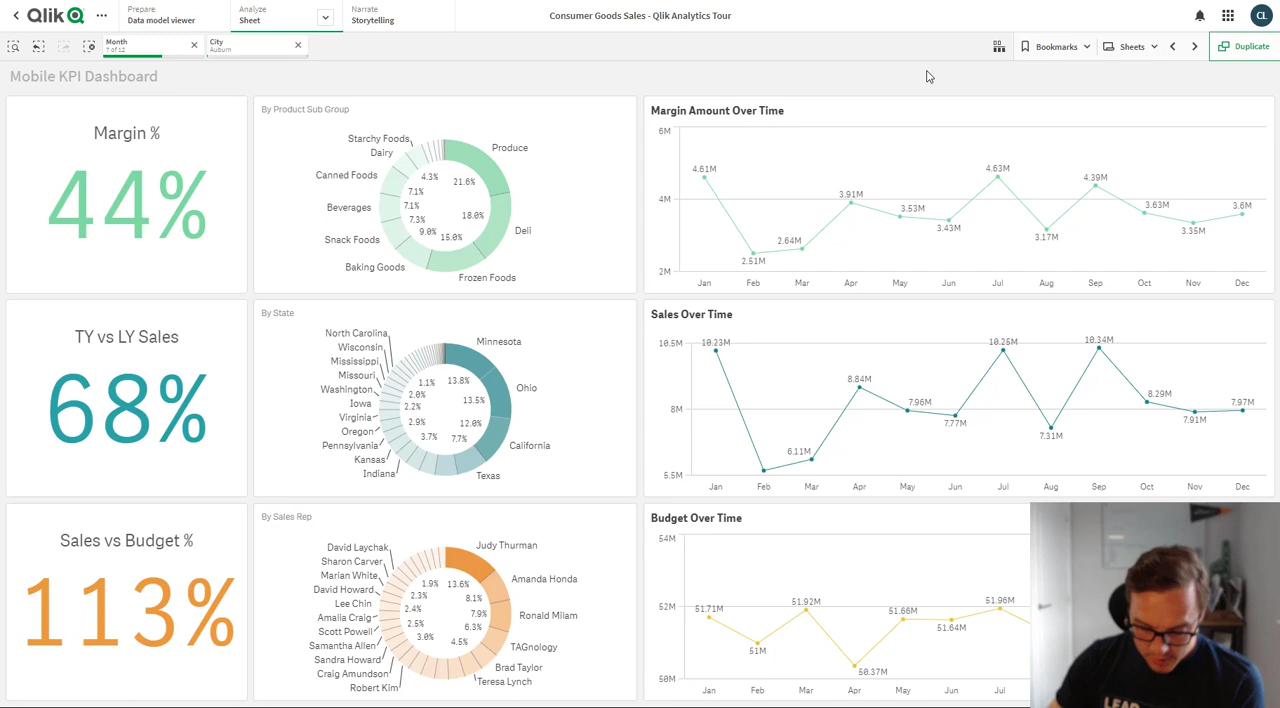 Qlik
Prepare
Data model viewer
Analyze
Sheet
Narrate
Storytelling
Consumer Goods Sales - Qlik Analytics Tour
CL
Month
7 of 12
City
Auburn
Bookmarks
Sheets
Duplicate
Mobile KPI Dashboard
Margin %
44%
By Product Sub Group
Starchy Foods
Dairy
Canned Foods
Beverages
Snack Foods
Baking Goods
Produce
Deli
Frozen Foods
4.3%
7.1%
7.1%
7.3%
9.0%
15.0%
18.0%
21.6%
Margin Amount Over Time
6M
4M
2M
4.61M
2.51M
2.64M
3.91M
3.53M
3.43M
4.63M
3.17M
4.39M
3.63M
3.35M
3.6M
Jan Feb Mar Apr May Jun Jul Aug Sep Oct Nov Dec
TY vs LY Sales
68%
By State
North Carolina
Wisconsin
Mississippi
Missouri
Washington
Iowa
Virginia
Oregon
Pennsylvania
Kansas
Indiana
Minnesota
Ohio
California
Texas
1.1%
2.0%
2.2%
2.9%
3.7%
7.7%
12.0%
13.5%
13.8%
Sales Over Time
10.5M
8M
5.5M
10.23M
6.11M
8.84M
7.96M
7.77M
10.25M
7.31M
10.34M
8.29M
7.91M
7.97M
Jan Feb Mar Apr May Jun Jul Aug Sep Oct Nov Dec
Sales vs Budget %
113%
By Sales Rep
David Laychak
Sharon Carver
Marian White
David Howard
Lee Chin
Amalia Craig
Scott Powell
Samantha Allen
Sandra Howard
Craig Amundson
Robert Kim
Judy Thurman
Amanda Honda
Ronald Milam
TAGnology
Brad Taylor
Teresa Lynch
1.9%
2.3%
2.4%
2.5%
3.0%
4.5%
6.3%
7.9%
8.1%
13.6%
Budget Over Time
54M
52M
50M
51.71M
51M
51.92M
50.37M
51.66M
51.64M
51.96M
Jan Feb Mar Apr May Jun Jul